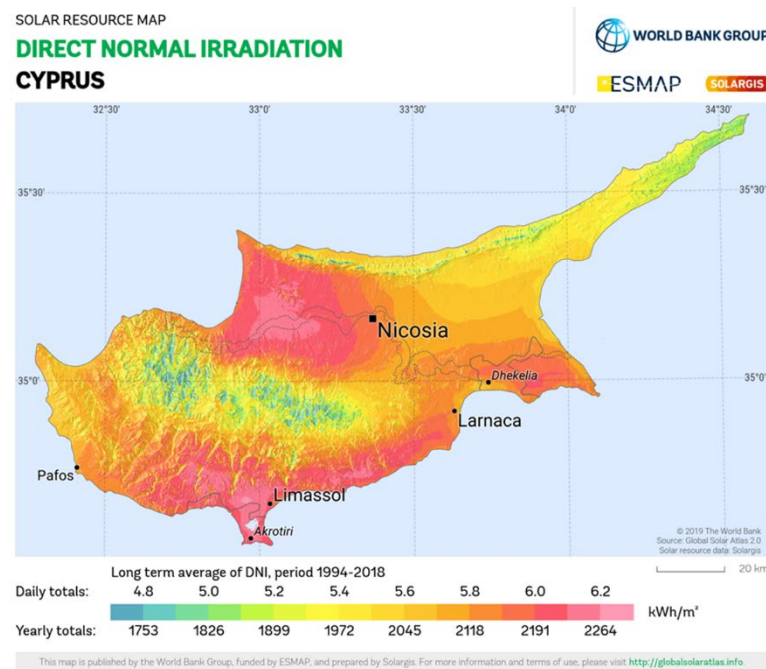 SOLAR RESOURCE MAP
DIRECT NORMAL IRRADIATION
CYPRUS
WORLD BANK GROUP
ESMAP
SOLARGIS
32°30' 33°0' 33°30' 34°0' 34°30'
35°30' 35°30'
Nicosia
35°0' 35°0'
Dhekelia
Larnaca
Pafos
Limassol
Akrotiri
© 2019 The World Bank
Source: Global Solar Atlas 2.0
Solar resource data: Solargis
20 km
Long term average of DNI, period 1994-2018
Daily totals: 4.8 5.0 5.2 5.4 5.6 5.8 6.0 6.2
kWh/m²
Yearly totals: 1753 1826 1899 1972 2045 2118 2191 2264
This map is published by the World Bank Group, funded by ESMAP, and prepared by Solargis. For more information and terms of use, please visit http://globalsolaratlas.info.